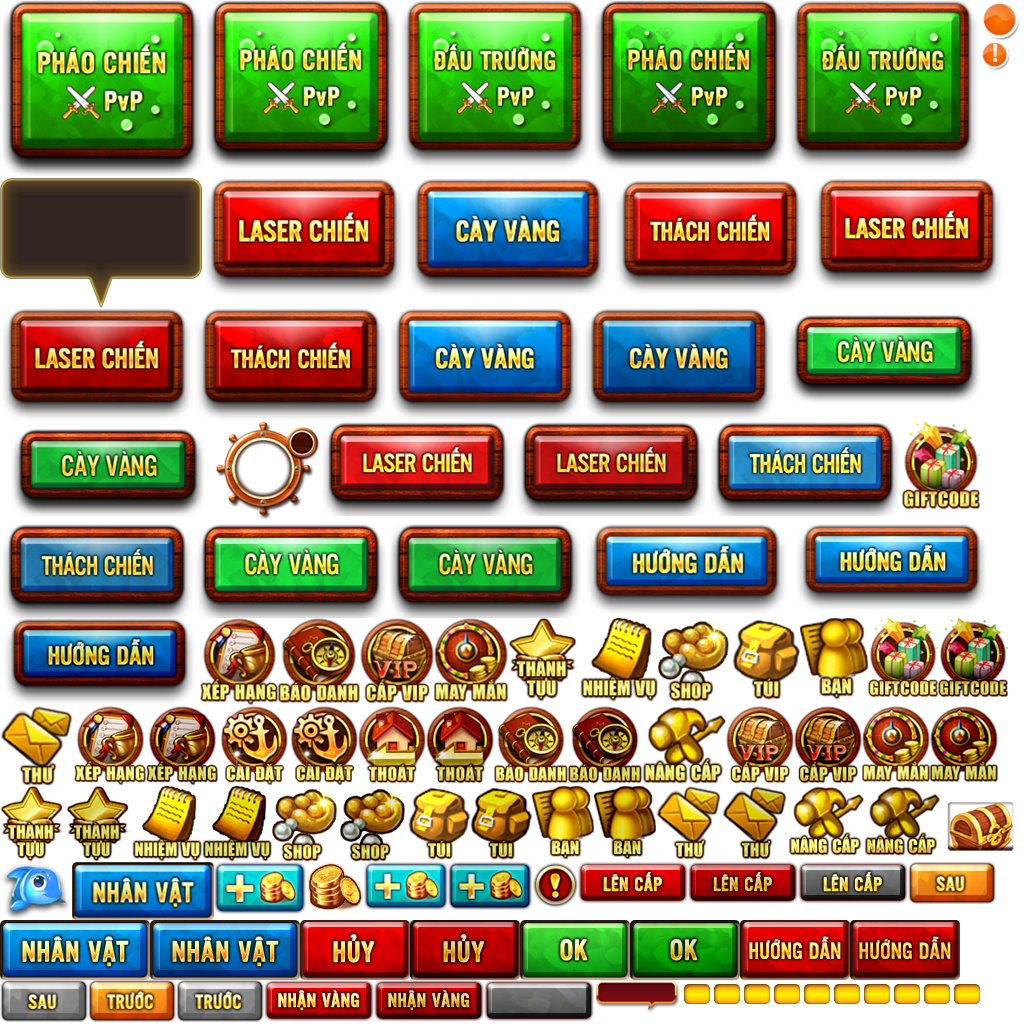 PHÁO CHIẾN
PvP
PHÁO CHIẾN
PvP
ĐẤU TRƯỜNG
PvP
PHÁO CHIẾN
PvP
ĐẤU TRƯỜNG
PvP
!
LASER CHIẾN
CÀY VÀNG
THÁCH CHIẾN
LASER CHIẾN
LASER CHIẾN
THÁCH CHIẾN
CÀY VÀNG
CÀY VÀNG
CÀY VÀNG
CÀY VÀNG
LASER CHIẾN
LASER CHIẾN
THÁCH CHIẾN
GIFTCODE
THÁCH CHIẾN
CÀY VÀNG
CÀY VÀNG
HƯỚNG DẪN
HƯỚNG DẪN
HƯỚNG DẪN
XẾP HẠNG
BÁO DANH
VIP
CẤP VIP
MAY MẮN
THÀNH
TỰU
NHIỆM VỤ
SHOP
TÚI
BẠN
GIFTCODE
GIFTCODE
THƯ
XẾP HẠNG
XẾP HẠNG
CÀI ĐẶT
CÀI ĐẶT
THOÁT
THOÁT
BÁO DANH
BÁO DANH
NÂNG CẤP
VIP
CẤP VIP
VIP
CẤP VIP
MAY MẮN
MAY MẮN
THÀNH
TỰU
THÀNH
TỰU
NHIỆM VỤ
NHIỆM VỤ
SHOP
SHOP
TÚI
TÚI
BẠN
BẠN
THƯ
THƯ
NÂNG CẤP
NÂNG CẤP
NHÂN VẬT
+
+
+
!
LÊN CẤP
LÊN CẤP
LÊN CẤP
SAU
NHÂN VẬT
NHÂN VẬT
HỦY
HỦY
OK
OK
HƯỚNG DẪN
HƯỚNG DẪN
SAU
TRƯỚC
TRƯỚC
NHẬN VÀNG
NHẬN VÀNG